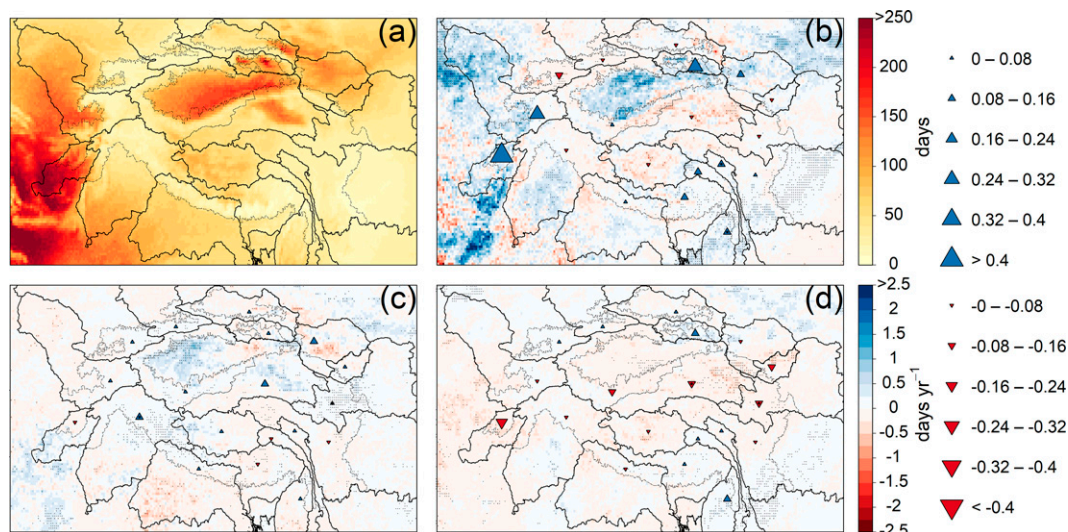 (a)
(b)
>250
200
150
100
50
0
days
0 – 0.08
0.08 – 0.16
0.16 – 0.24
0.24 – 0.32
0.32 – 0.4
> 0.4
(c)
(d)
>2.5
2
1.5
1
0.5
0
-0.5
-1
-1.5
-2
<-2.5
days yr⁻¹
-0 – -0.08
-0.08 – -0.16
-0.16 – -0.24
-0.24 – -0.32
-0.32 – -0.4
< -0.4